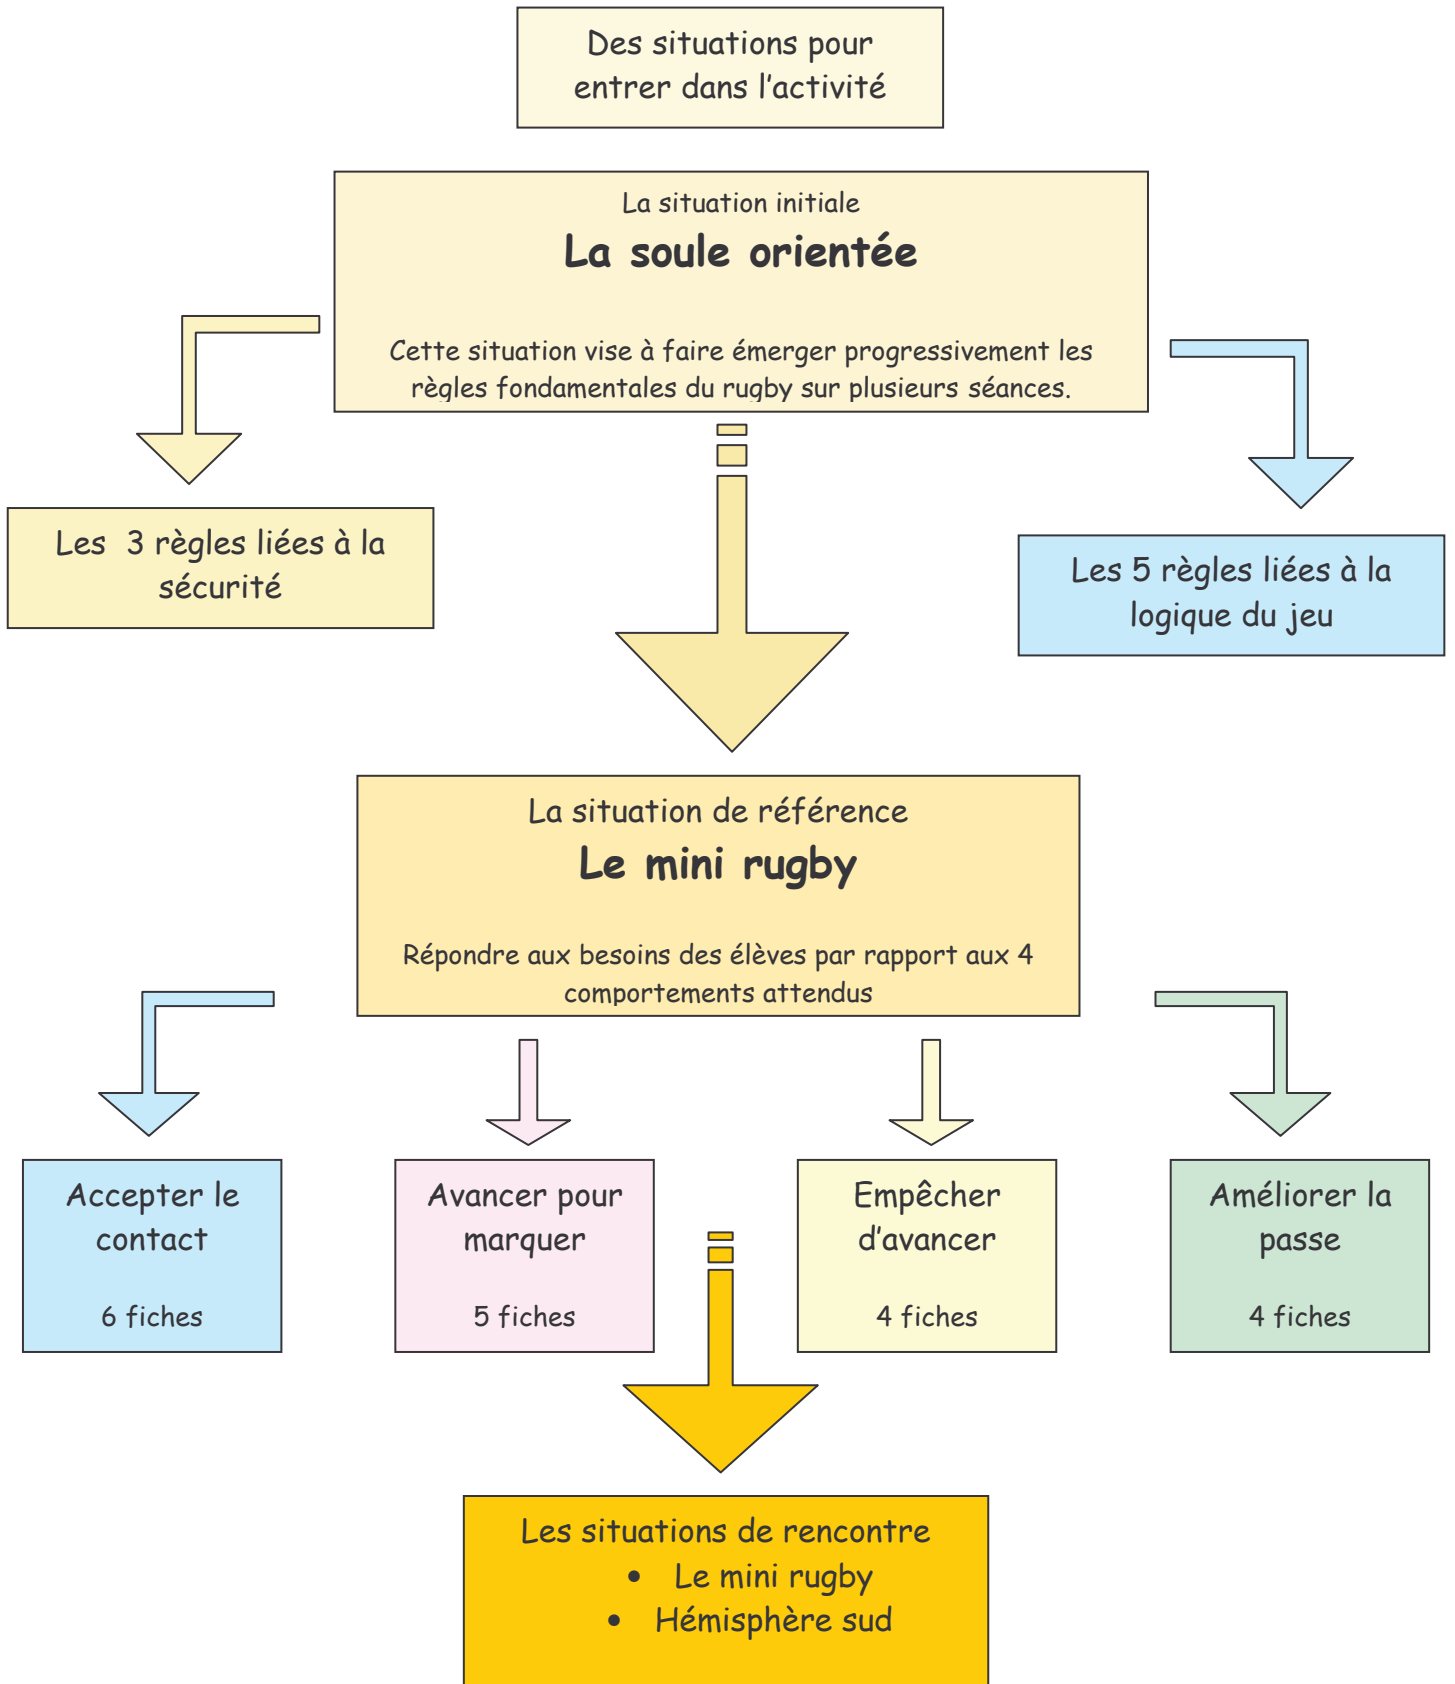 Des situations pour
entrer dans l'activité
La situation initiale
La soule orientée
Cette situation vise à faire émerger progressivement les
règles fondamentales du rugby sur plusieurs séances.
Les 3 règles liées à la
sécurité
Les 5 règles liées à la
logique du jeu
La situation de référence
Le mini rugby
Répondre aux besoins des élèves par rapport aux 4
comportements attendus
Accepter le
contact
6 fiches
Avancer pour
marquer
5 fiches
Empêcher
d'avancer
4 fiches
Améliorer la
passe
4 fiches
Les situations de rencontre
• Le mini rugby
• Hémisphère sud